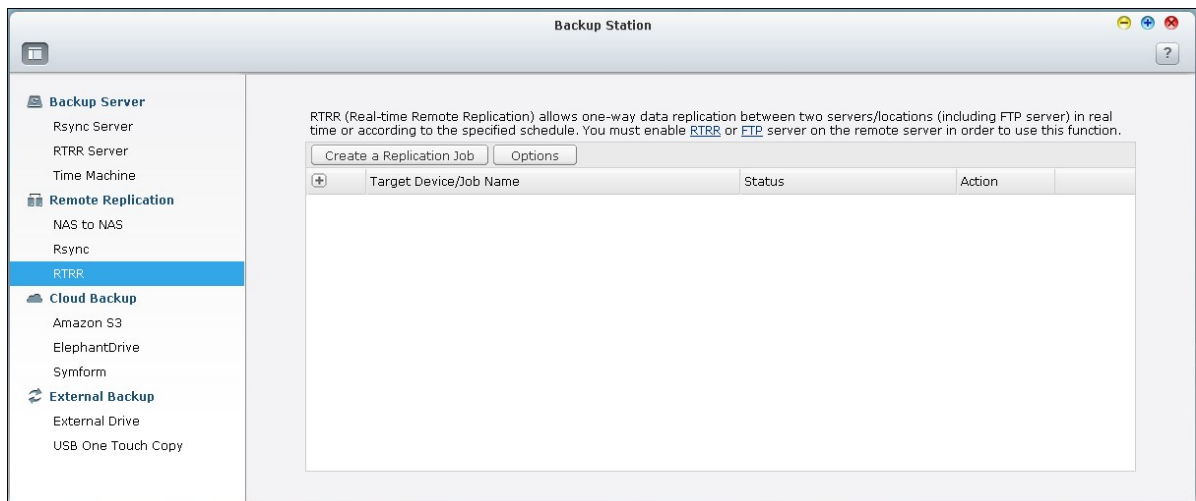 Backup Station
?
Backup Server
Rsync Server
RTRR Server
Time Machine
Remote Replication
NAS to NAS
Rsync
RTRR
Cloud Backup
Amazon S3
ElephantDrive
Symform
External Backup
External Drive
USB One Touch Copy
RTRR (Real-time Remote Replication) allows one-way data replication between two servers/locations (including FTP server) in real
time or according to the specified schedule. You must enable RTRR or FTP server on the remote server in order to use this function.
Create a Replication Job Options
Target Device/Job Name Status Action